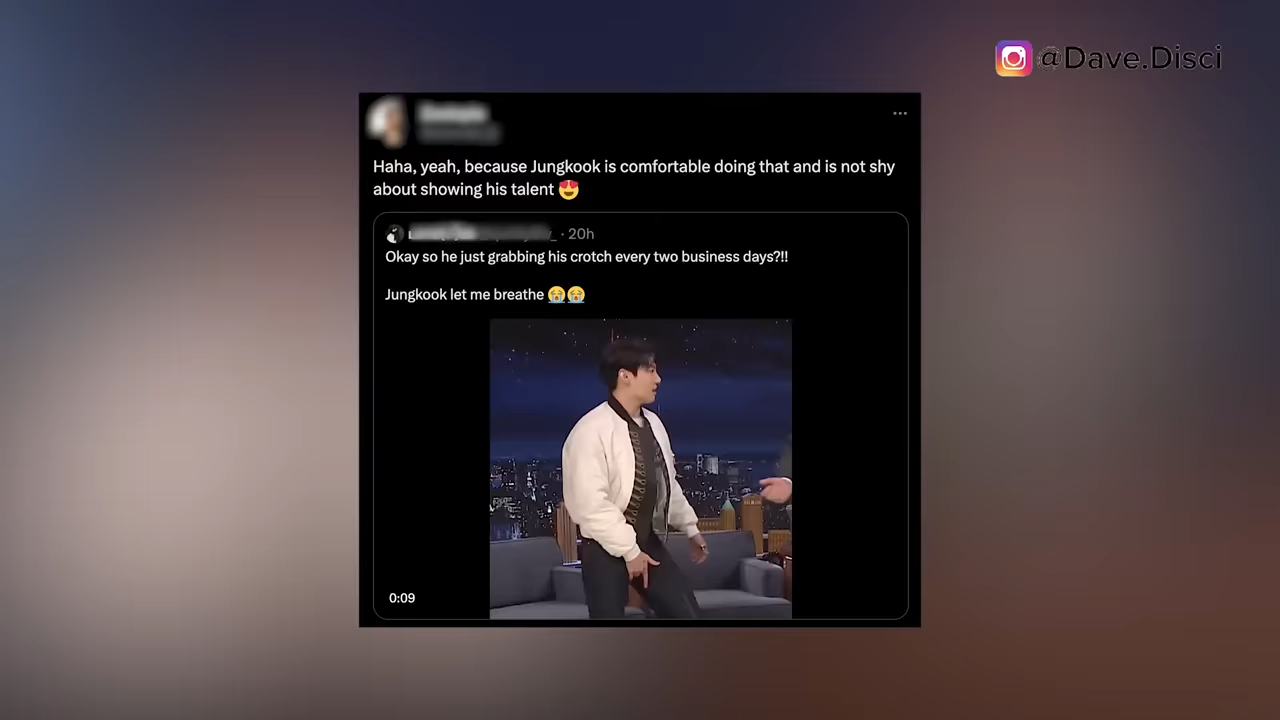 @Dave.Disci
Haha, yeah, because Jungkook is comfortable doing that and is not shy
about showing his talent 😍
· 20h
Okay so he just grabbing his crotch every two business days?!!
Jungkook let me breathe 😭😭
0:09